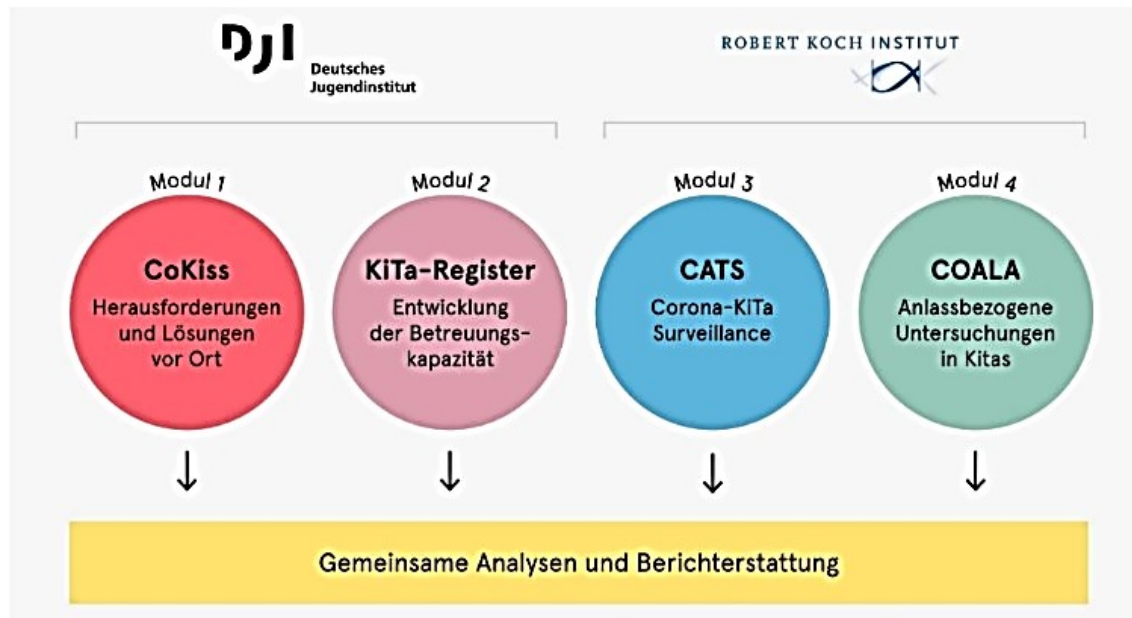 DJI
Deutsches
Jugendinstitut
ROBERT KOCH INSTITUT
Modul 1
CoKiss
Herausforderungen
und Lösungen
vor Ort
Modul 2
KiTa-Register
Entwicklung
der Betreuungs-
kapazität
Modul 3
CATS
Corona-KiTa
Surveillance
Modul 4
COALA
Anlassbezogene
Untersuchungen
in Kitas
Gemeinsame Analysen und Berichterstattung